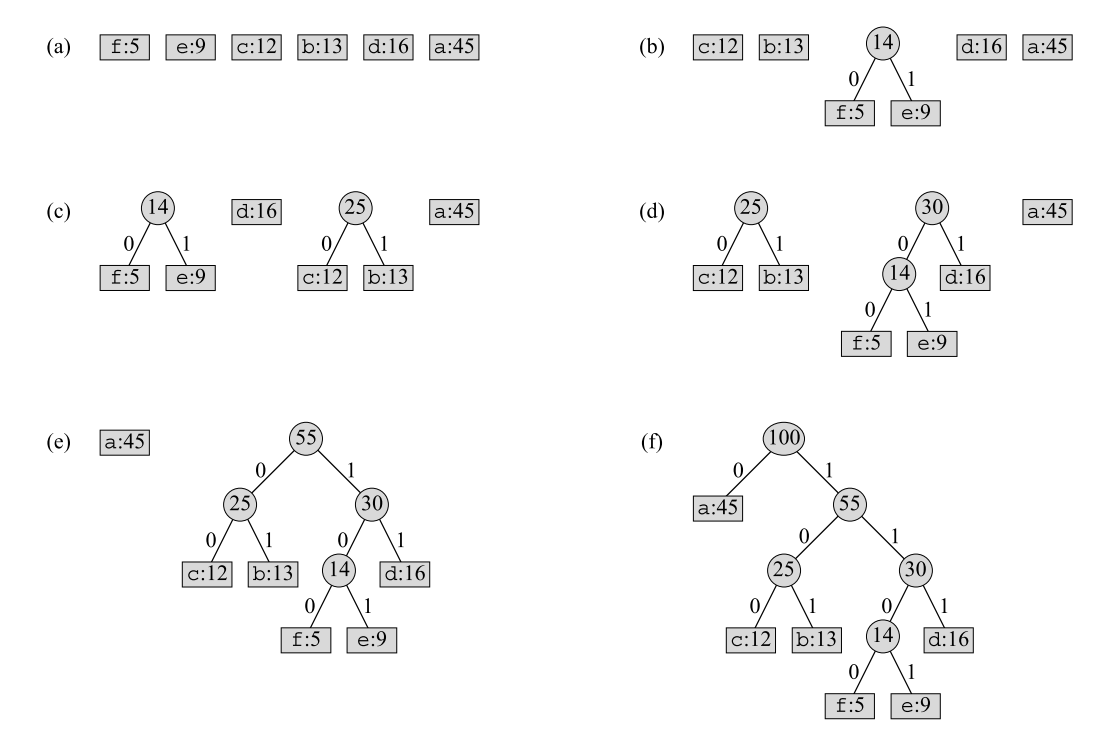 (a) f:5 e:9 c:12 b:13 d:16 a:45
(b) c:12 b:13 14 d:16 a:45
0 1
f:5 e:9
(c) 14 d:16 25 a:45
0 1 0 1
f:5 e:9 c:12 b:13
(d) 25 30 a:45
0 1 0 1
c:12 b:13 14 d:16
0 1
f:5 e:9
(e) a:45 55
0 1
25 30
0 1 0 1
c:12 b:13 14 d:16
0 1
f:5 e:9
(f) 100
0 1
a:45 55
0 1
25 30
0 1 0 1
c:12 b:13 14 d:16
0 1
f:5 e:9